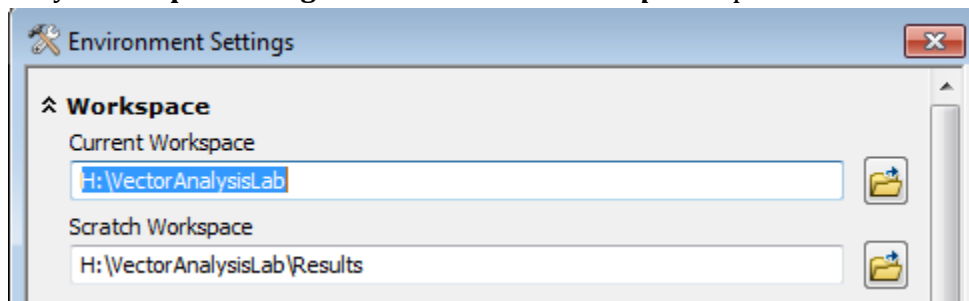 Environment Settings
Workspace
Current Workspace
H:\VectorAnalysisLab
Scratch Workspace
H:\VectorAnalysisLab\Results